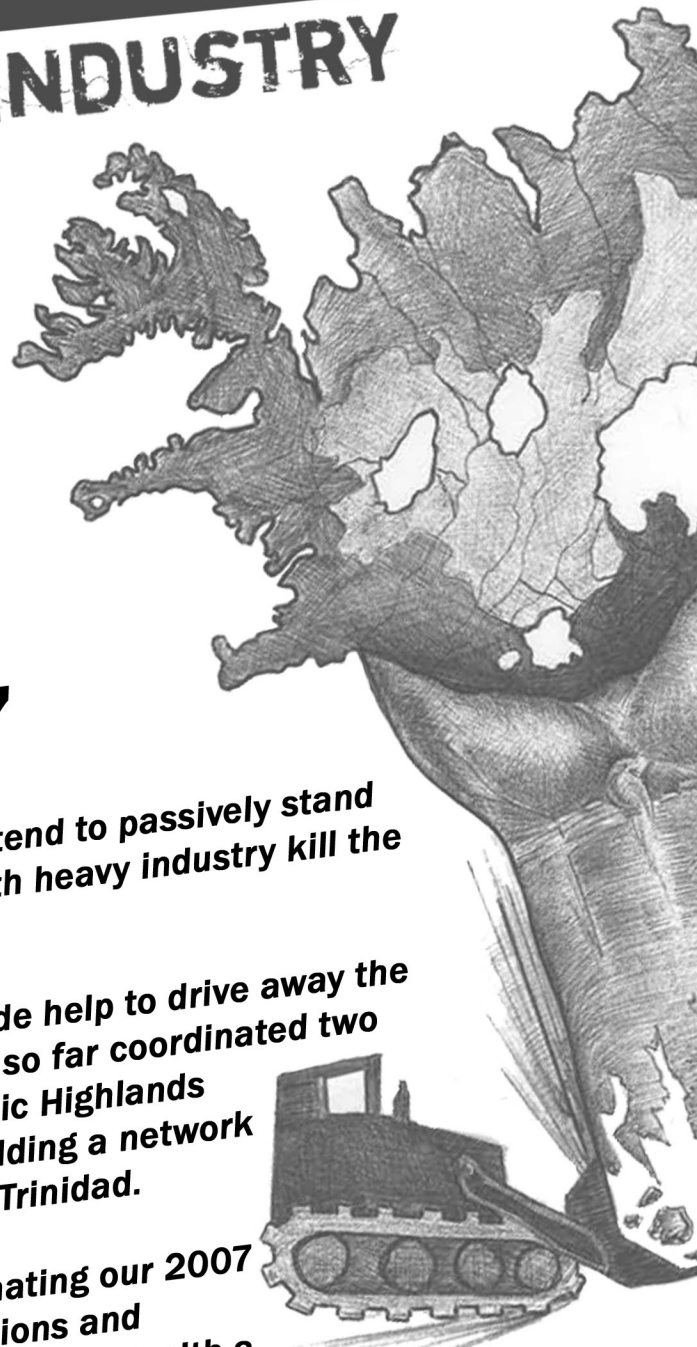 NDUSTRY
7
tend to passively stand
th heavy industry kill the
de help to drive away the
so far coordinated two
ic Highlands
lding a network
Trinidad.
nating our 2007
ions and